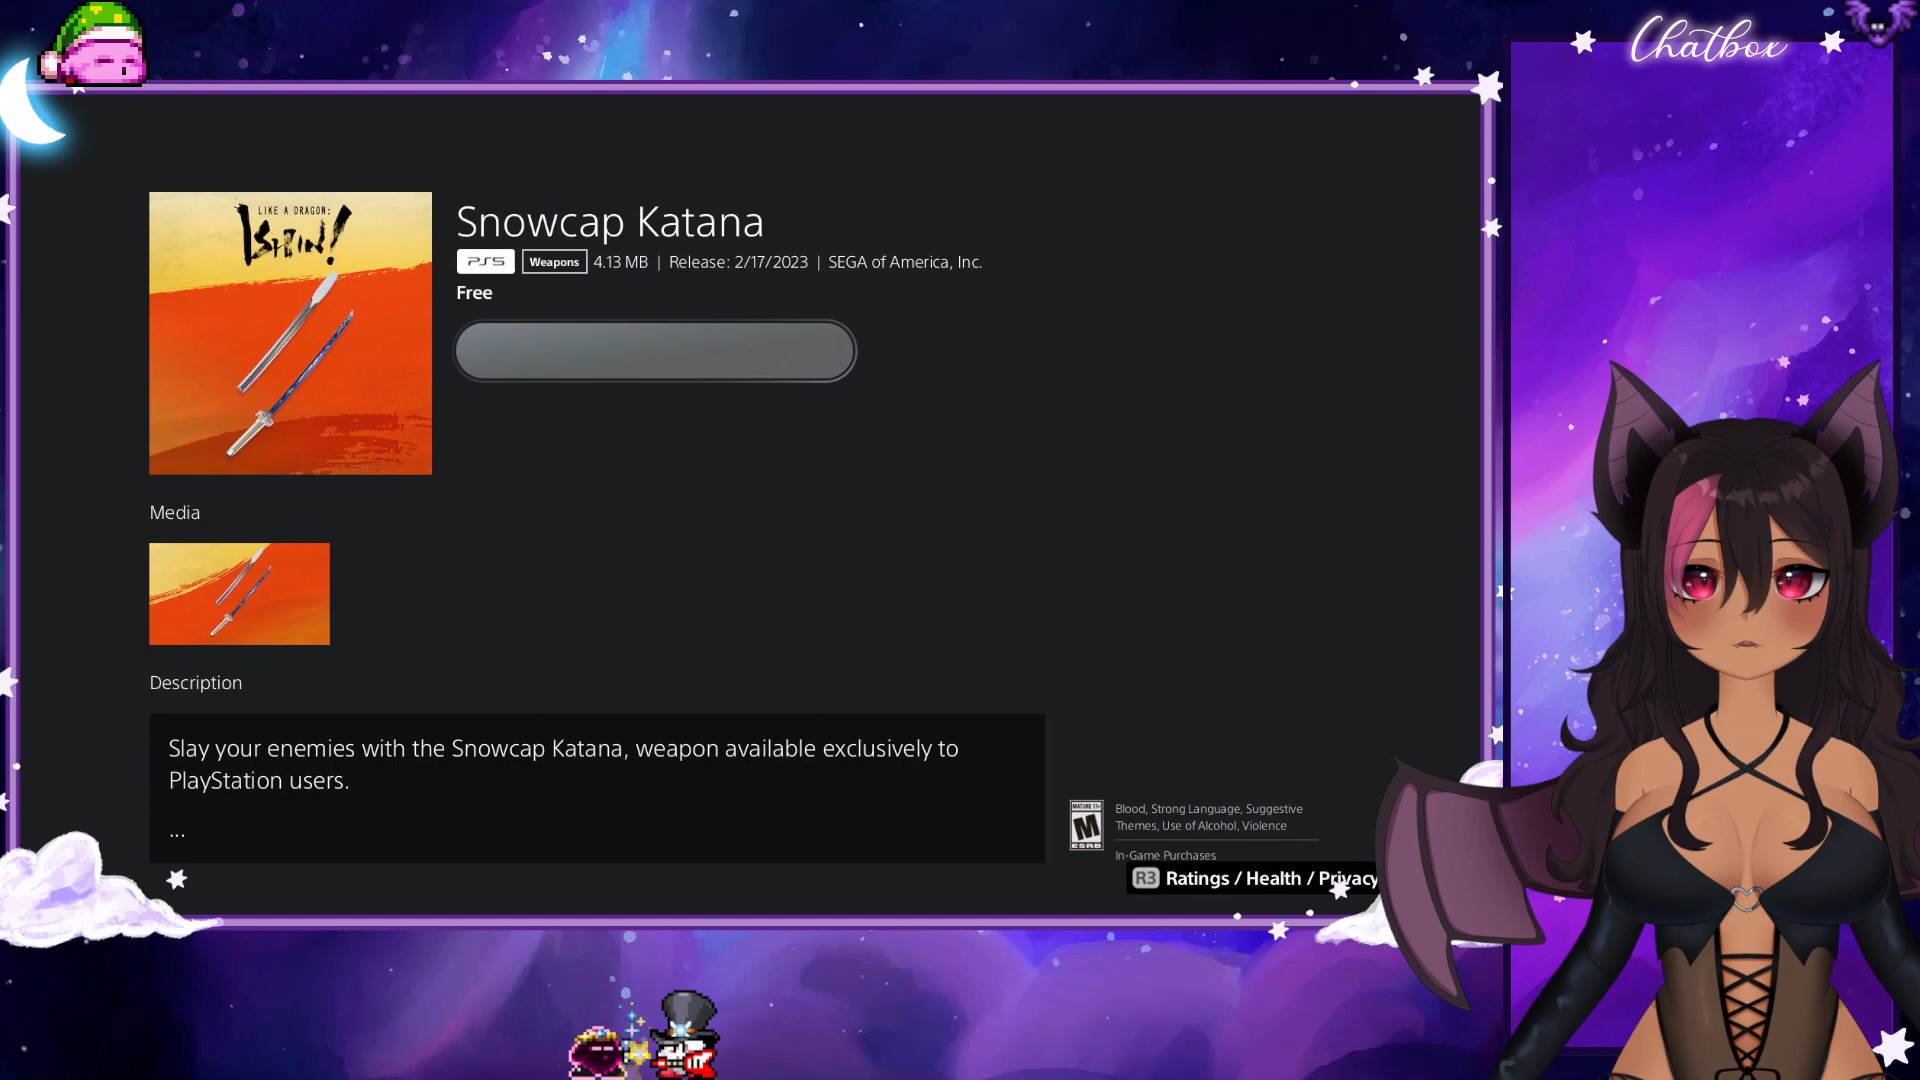 Chatbox
LIKE A DRAGON:
ISHIN!
Snowcap Katana
PS5 Weapons 4.13 MB | Release: 2/17/2023 | SEGA of America, Inc.
Free
Media
Description
Slay your enemies with the Snowcap Katana, weapon available exclusively to
PlayStation users.
...
MATURE 17+
M
ESRB
Blood, Strong Language, Suggestive
Themes, Use of Alcohol, Violence
In-Game Purchases
R3 Ratings / Health / Privacy